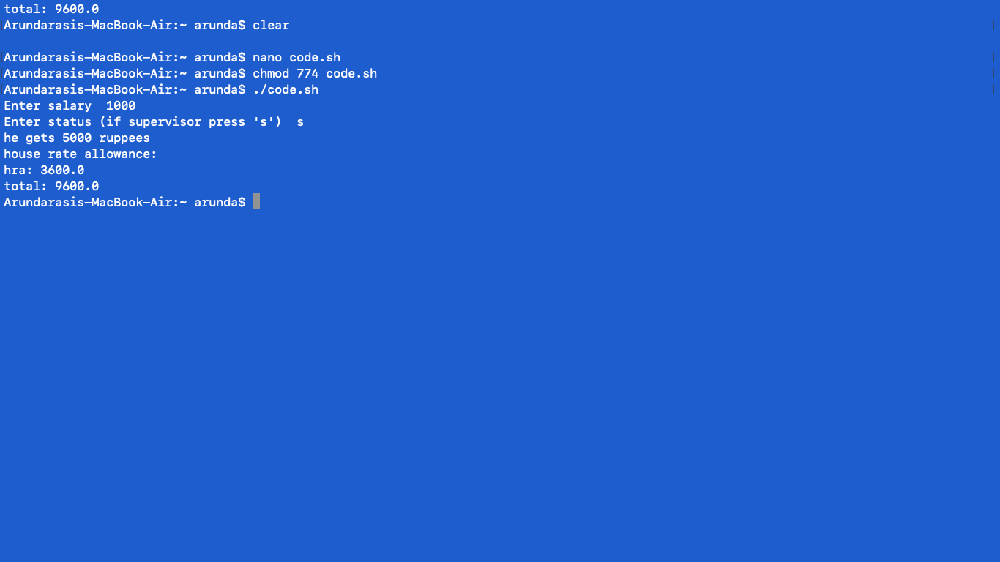 total: 9600.0
Arundarasis-MacBook-Air:~ arunda$ clear
Arundarasis-MacBook-Air:~ arunda$ nano code.sh
Arundarasis-MacBook-Air:~ arunda$ chmod 774 code.sh
Arundarasis-MacBook-Air:~ arunda$ ./code.sh
Enter salary  1000
Enter status (if supervisor press 's')  s
he gets 5000 ruppees
house rate allowance:
hra: 3600.0
total: 9600.0
Arundarasis-MacBook-Air:~ arunda$